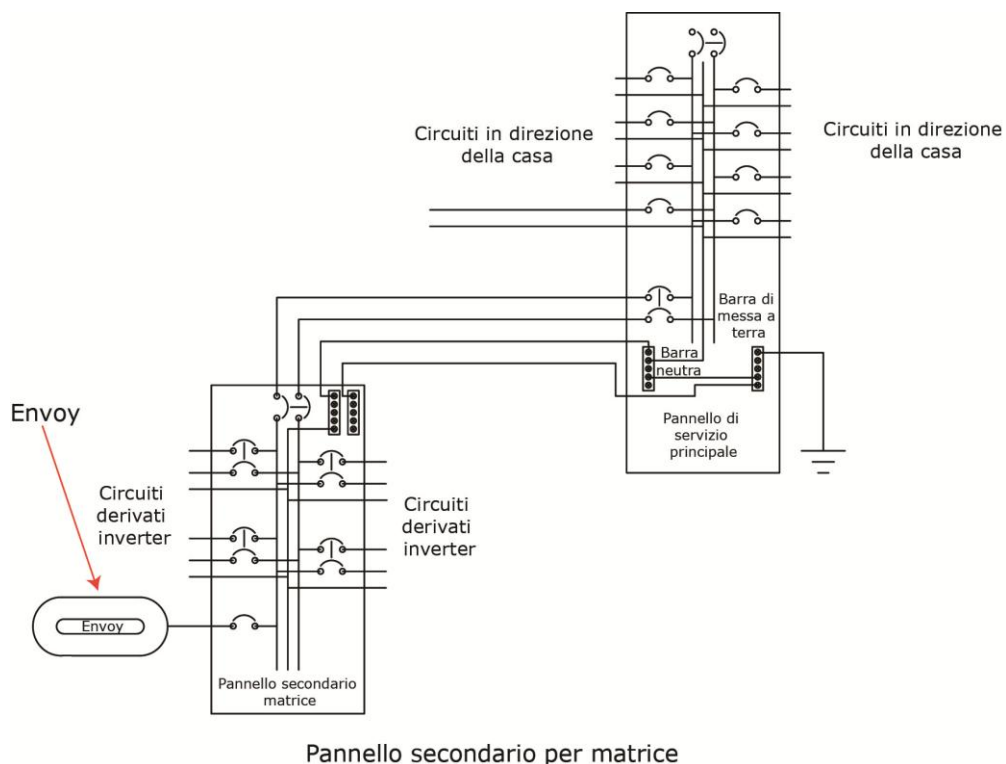 Circuiti in direzione
della casa
Circuiti in direzione
della casa
Barra di
messa a
terra
Barra
neutra
Pannello di
servizio
principale
Envoy
Circuiti
derivati
inverter
Circuiti
derivati
inverter
Envoy
Pannello secondario
matrice
Pannello secondario per matrice